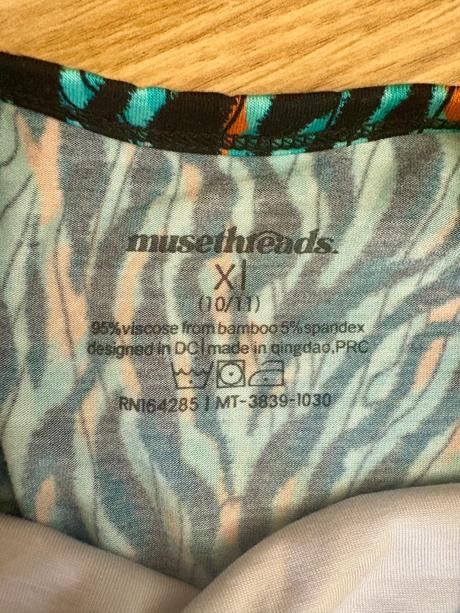 musethreads.
xl
(10/11)
95%viscose from bamboo 5%spandex
designed in DC|made in qingdao,PRC
RN164285 | MT-3839-1030